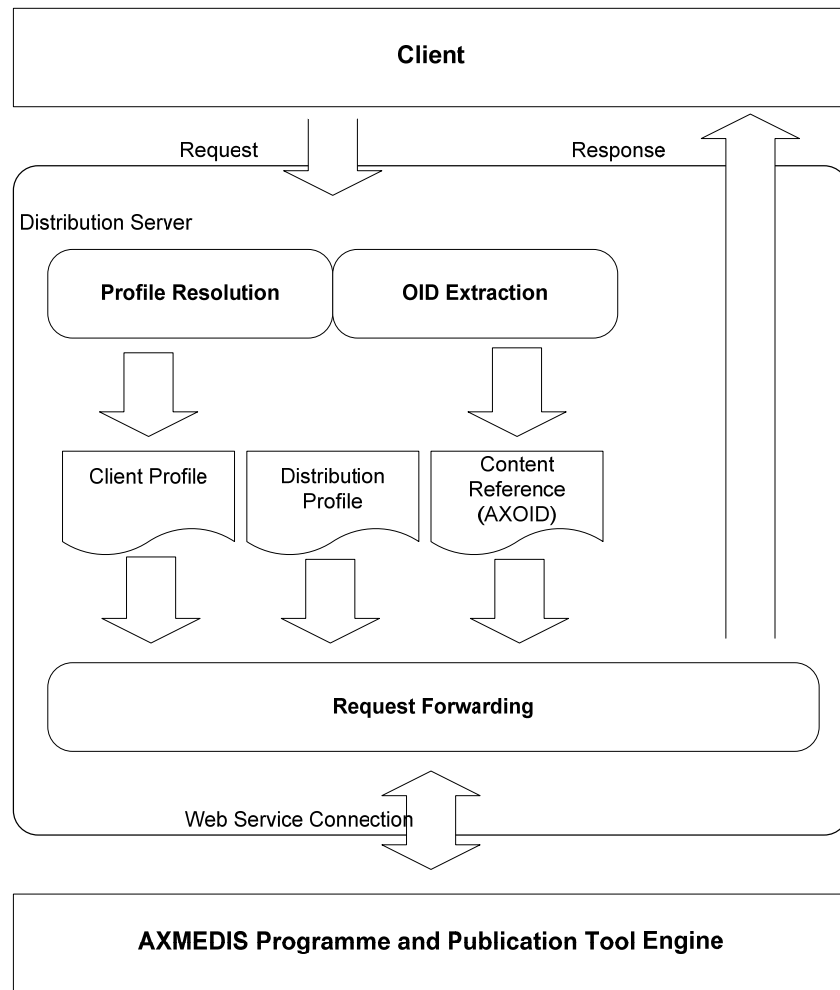 Client
Request
Response
Distribution Server
Profile Resolution
OID Extraction
Client Profile
Distribution
Profile
Content
Reference
(AXOID)
Request Forwarding
Web Service Connection
AXMEDIS Programme and Publication Tool Engine